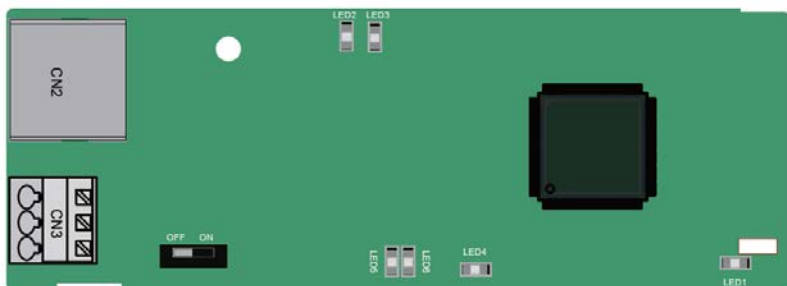 LED2 LED3
CN2
CN3
OFF ON
LED5
LED6
LED4
LED1